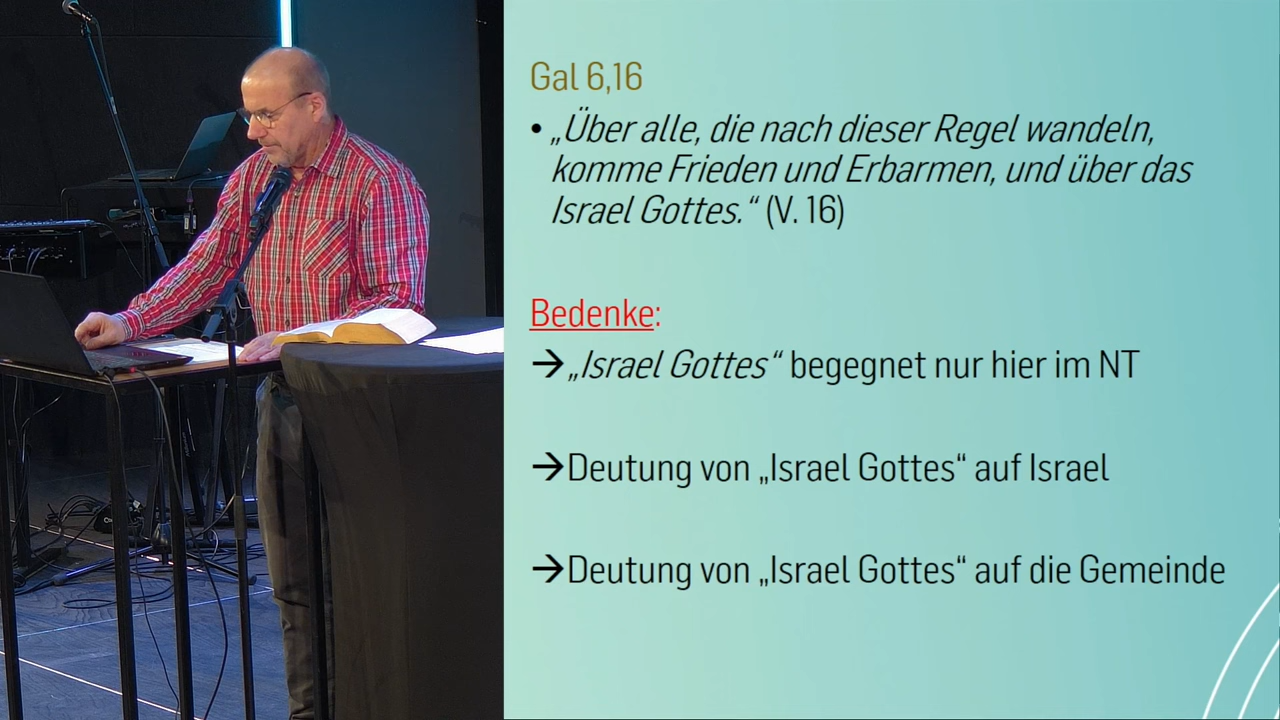 Gal 6,16
• „Über alle, die nach dieser Regel wandeln,
komme Frieden und Erbarmen, und über das
Israel Gottes.“ (V. 16)
Bedenke:
→„Israel Gottes“ begegnet nur hier im NT
→Deutung von „Israel Gottes“ auf Israel
→Deutung von „Israel Gottes“ auf die Gemeinde